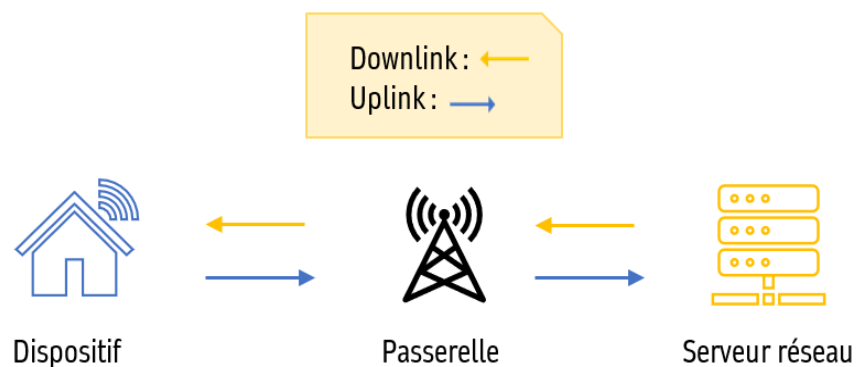 Downlink :
Uplink :
Dispositif
Passerelle
Serveur réseau